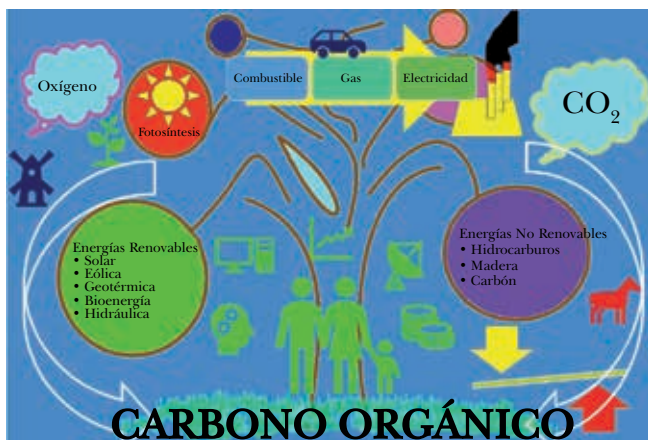 Oxígeno
Fotosíntesis
Combustible
Gas
Electricidad
CO₂
Energías Renovables
• Solar
• Eólica
• Geotérmica
• Bioenergía
• Hidráulica
Energías No Renovables
• Hidrocarburos
• Madera
• Carbón
CARBONO ORGÁNICO